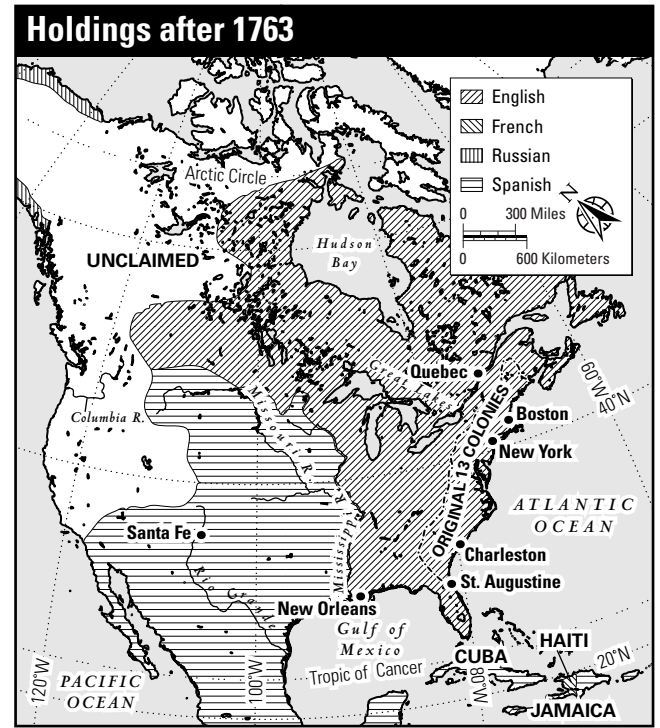 Holdings after 1763
English
French
Russian
Spanish
N
0 300 Miles
0 600 Kilometers
Arctic Circle
Hudson
Bay
UNCLAIMED
Quebec
Great Lakes
60°W
40°N
Columbia R.
Missouri R.
Boston
New York
ORIGINAL 13 COLONIES
ATLANTIC
OCEAN
Mississippi R.
Santa Fe
Charleston
St. Augustine
Rio Grande
New Orleans
Gulf of
Mexico
CUBA
HAITI
20°N
Tropic of Cancer
120°W
PACIFIC
OCEAN
100°W
80°W
JAMAICA